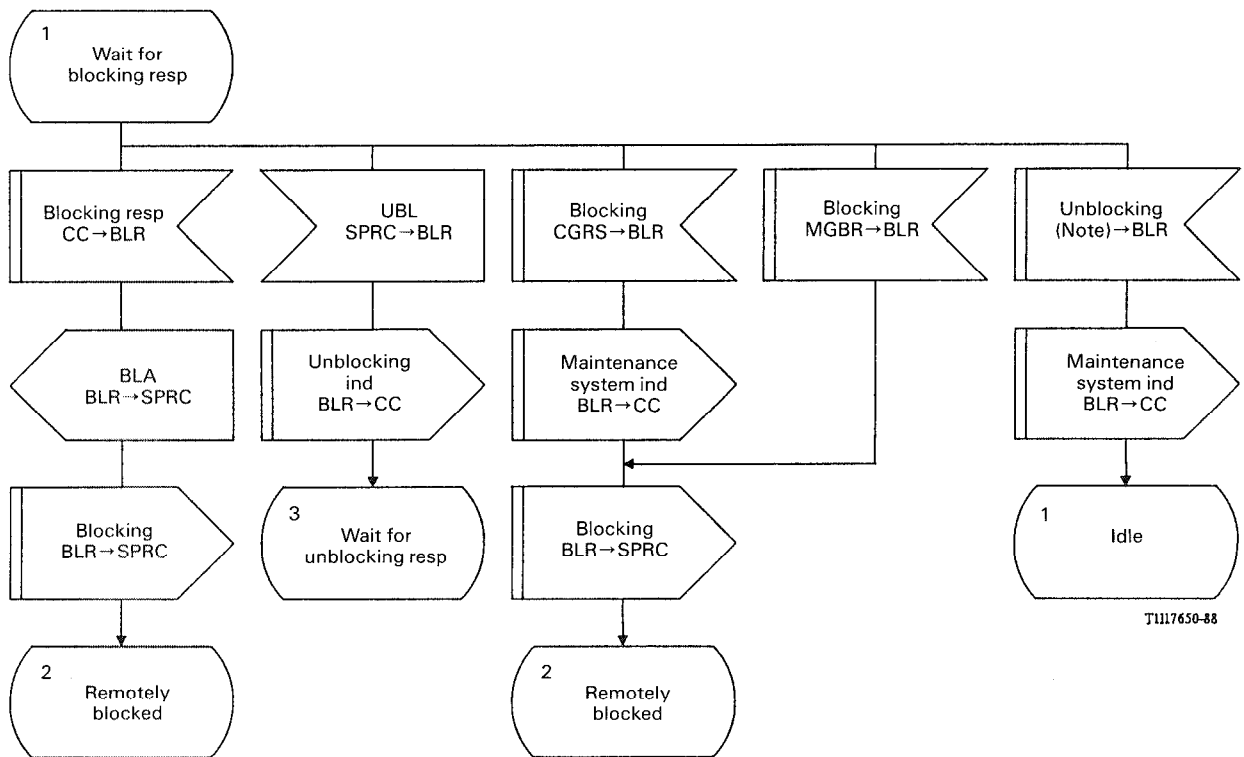 1
Wait for
blocking resp
Blocking resp
CC→BLR
UBL
SPRC→BLR
Blocking
CGRS→BLR
Blocking
MGBR→BLR
Unblocking
(Note)→BLR
BLA
BLR→SPRC
Unblocking
ind
BLR→CC
Maintenance
system ind
BLR→CC
Maintenance
system ind
BLR→CC
Blocking
BLR→SPRC
3
Wait for
unblocking resp
Blocking
BLR→SPRC
1
Idle
T1117650-88
2
Remotely
blocked
2
Remotely
blocked